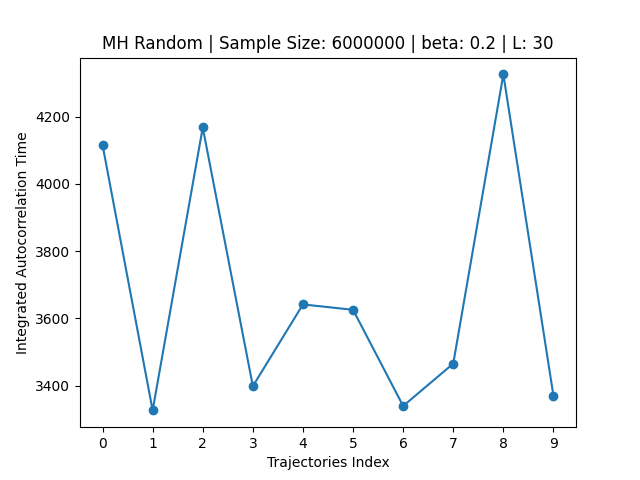 MH Random | Sample Size: 6000000 | beta: 0.2 | L: 30
Integrated Autocorrelation Time
4200
4000
3800
3600
3400
0 1 2 3 4 5 6 7 8 9
Trajectories Index